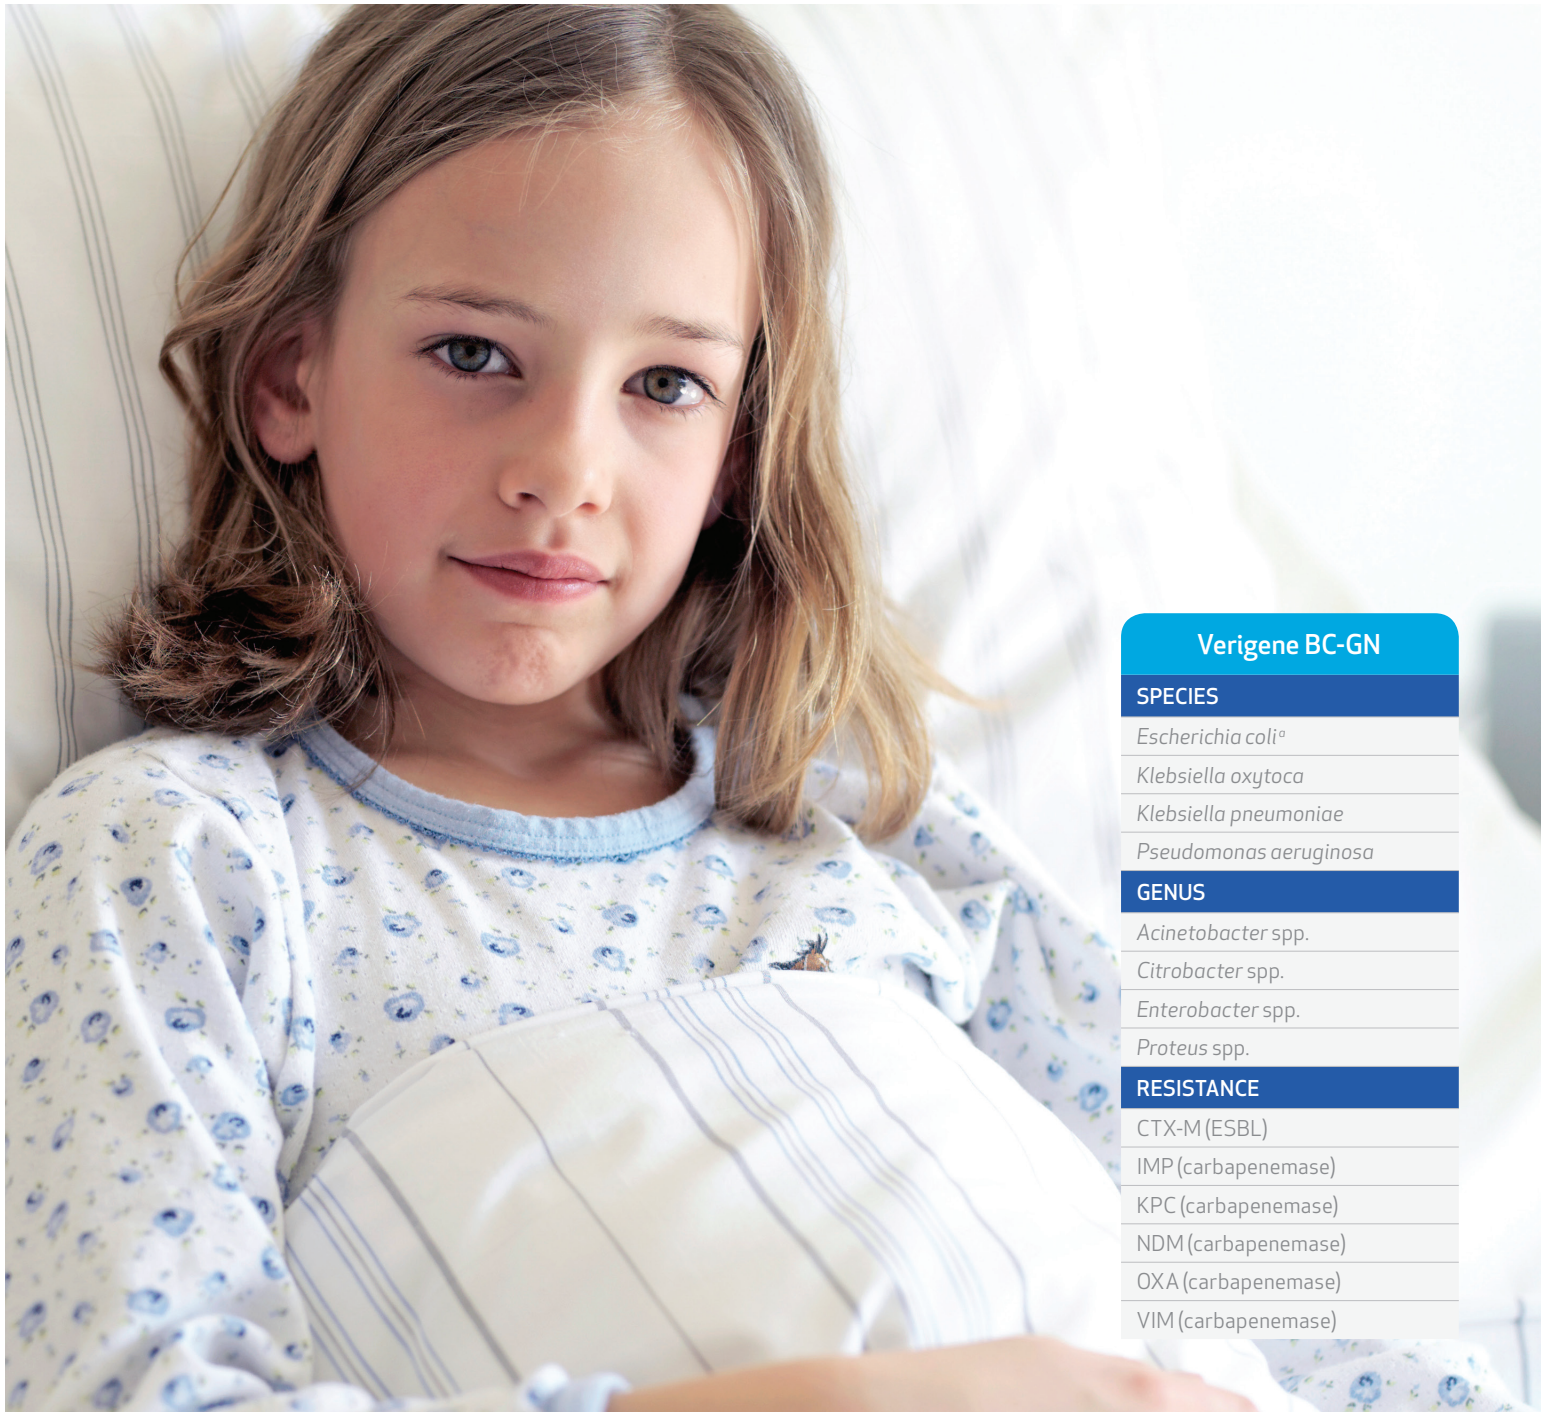 Verigene BC-GN
SPECIES
Escherichia coli ᵃ
Klebsiella oxytoca
Klebsiella pneumoniae
Pseudomonas aeruginosa
GENUS
Acinetobacter spp.
Citrobacter spp.
Enterobacter spp.
Proteus spp.
RESISTANCE
CTX-M (ESBL)
IMP (carbapenemase)
KPC (carbapenemase)
NDM (carbapenemase)
OXA (carbapenemase)
VIM (carbapenemase)